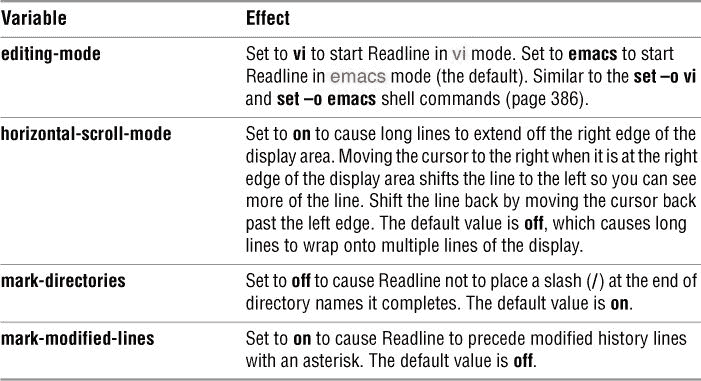 Variable Effect
editing-mode Set to vi to start Readline in vi mode. Set to emacs to start
Readline in emacs mode (the default). Similar to the set –o vi
and set –o emacs shell commands (page 386).
horizontal-scroll-mode Set to on to cause long lines to extend off the right edge of the
display area. Moving the cursor to the right when it is at the right
edge of the display area shifts the line to the left so you can see
more of the line. Shift the line back by moving the cursor back
past the left edge. The default value is off, which causes long
lines to wrap onto multiple lines of the display.
mark-directories Set to off to cause Readline not to place a slash (/) at the end of
directory names it completes. The default value is on.
mark-modified-lines Set to on to cause Readline to precede modified history lines
with an asterisk. The default value is off.